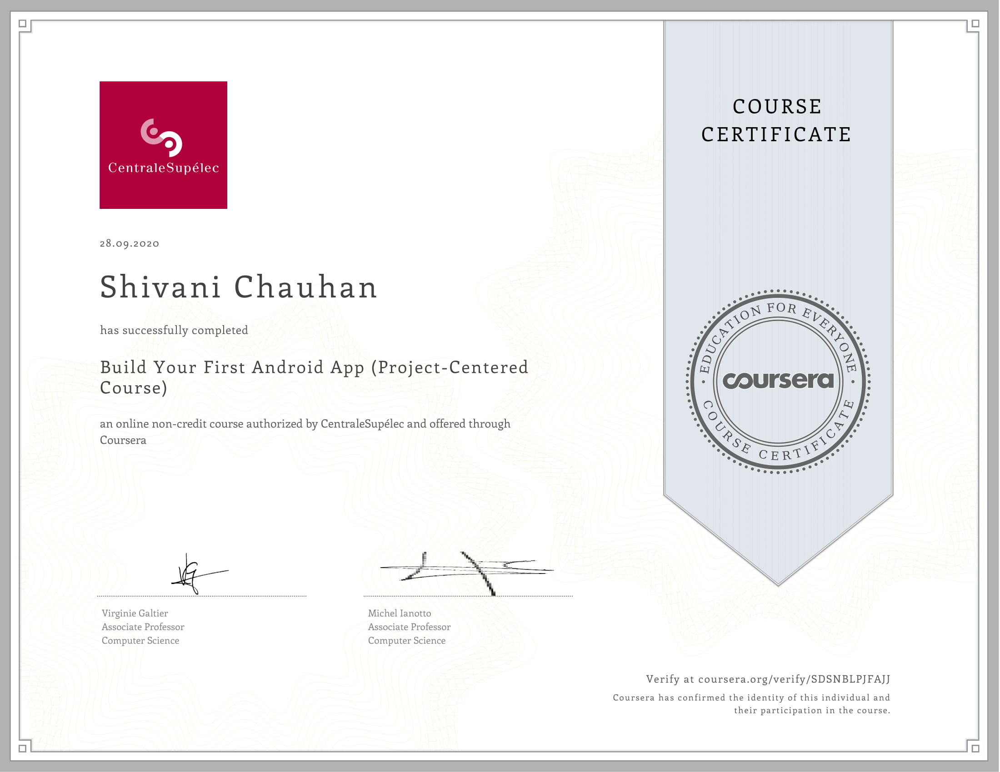 COURSE
CERTIFICATE
CentraleSupélec
28.09.2020
Shivani Chauhan
has successfully completed
Build Your First Android App (Project-Centered
Course)
an online non-credit course authorized by CentraleSupélec and offered through
Coursera
EDUCATION FOR EVERYONE
coursera
COURSE CERTIFICATE
Virginie Galtier
Associate Professor
Computer Science
Michel Ianotto
Associate Professor
Computer Science
Verify at coursera.org/verify/SDSNBLPJFAJJ
Coursera has confirmed the identity of this individual and
their participation in the course.